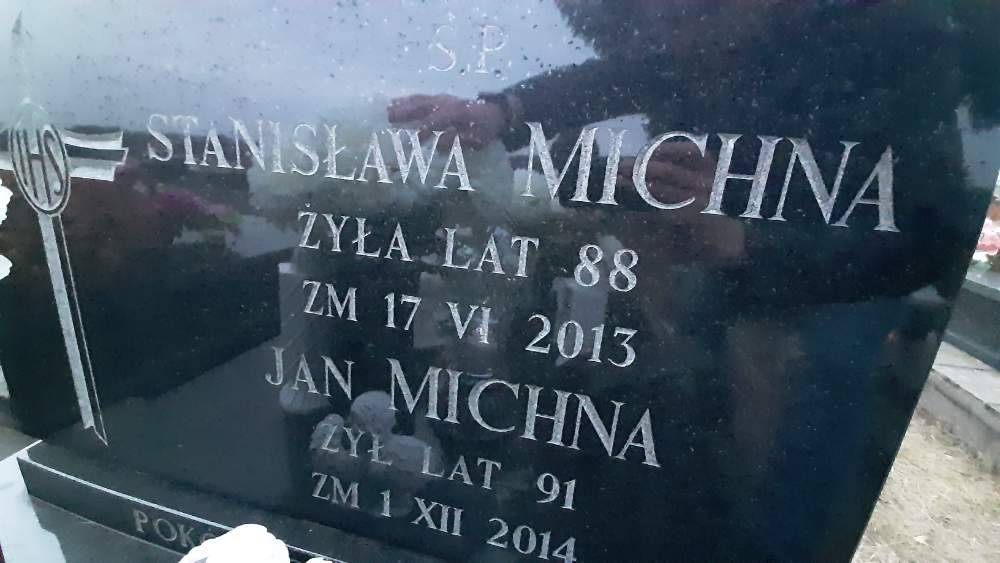 Ś.P.
IHS
STANISŁAWA MICHNA
ŻYŁA LAT 88
ZM 17 VI 2013
JAN MICHNA
ŻYŁ LAT 91
ZM 1 XII 2014